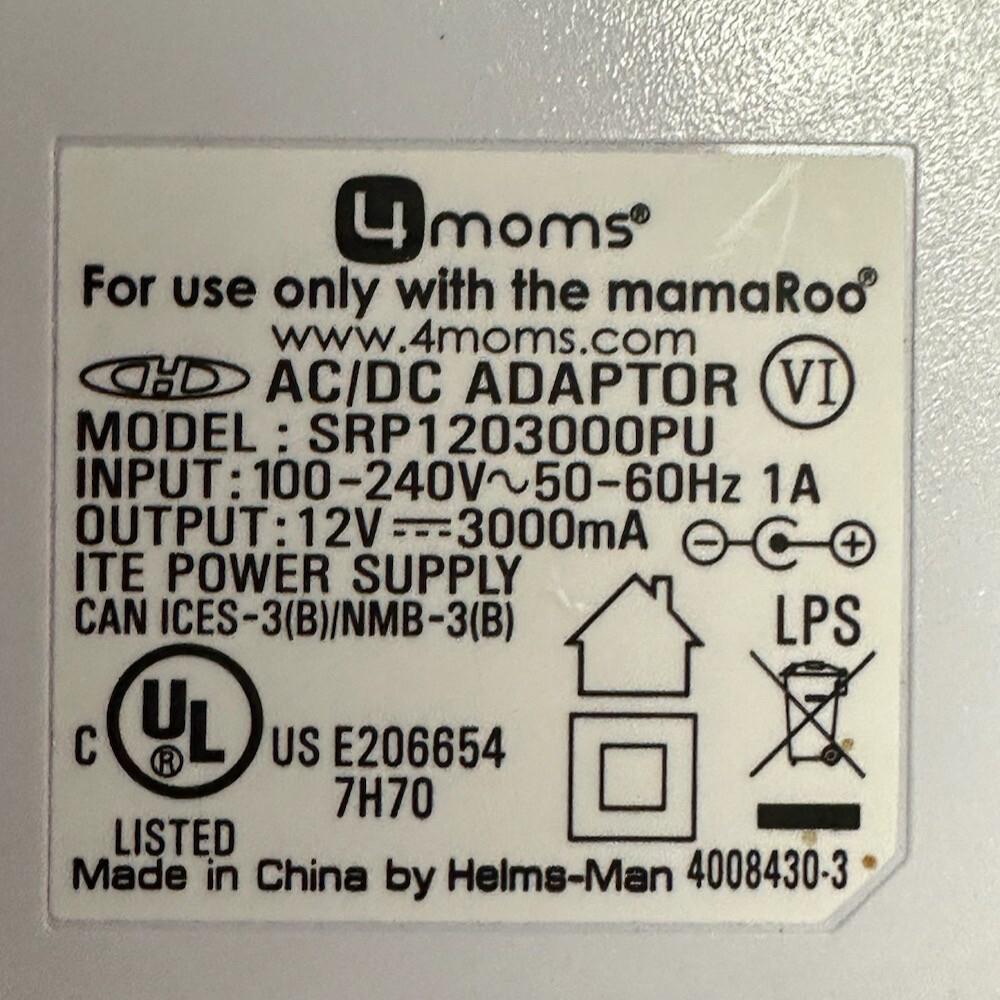 4moms®
For use only with the mamaRoo®
www.4moms.com
AC/DC ADAPTOR VI
MODEL : SRP1203000PU
INPUT: 100-240V~50-60Hz 1A
OUTPUT: 12V⎓3000mA
ITE POWER SUPPLY
CAN ICES-3(B)/NMB-3(B)
LPS
C UL® US E206654
7H70
LISTED
Made in China by Helms-Man 4008430-3